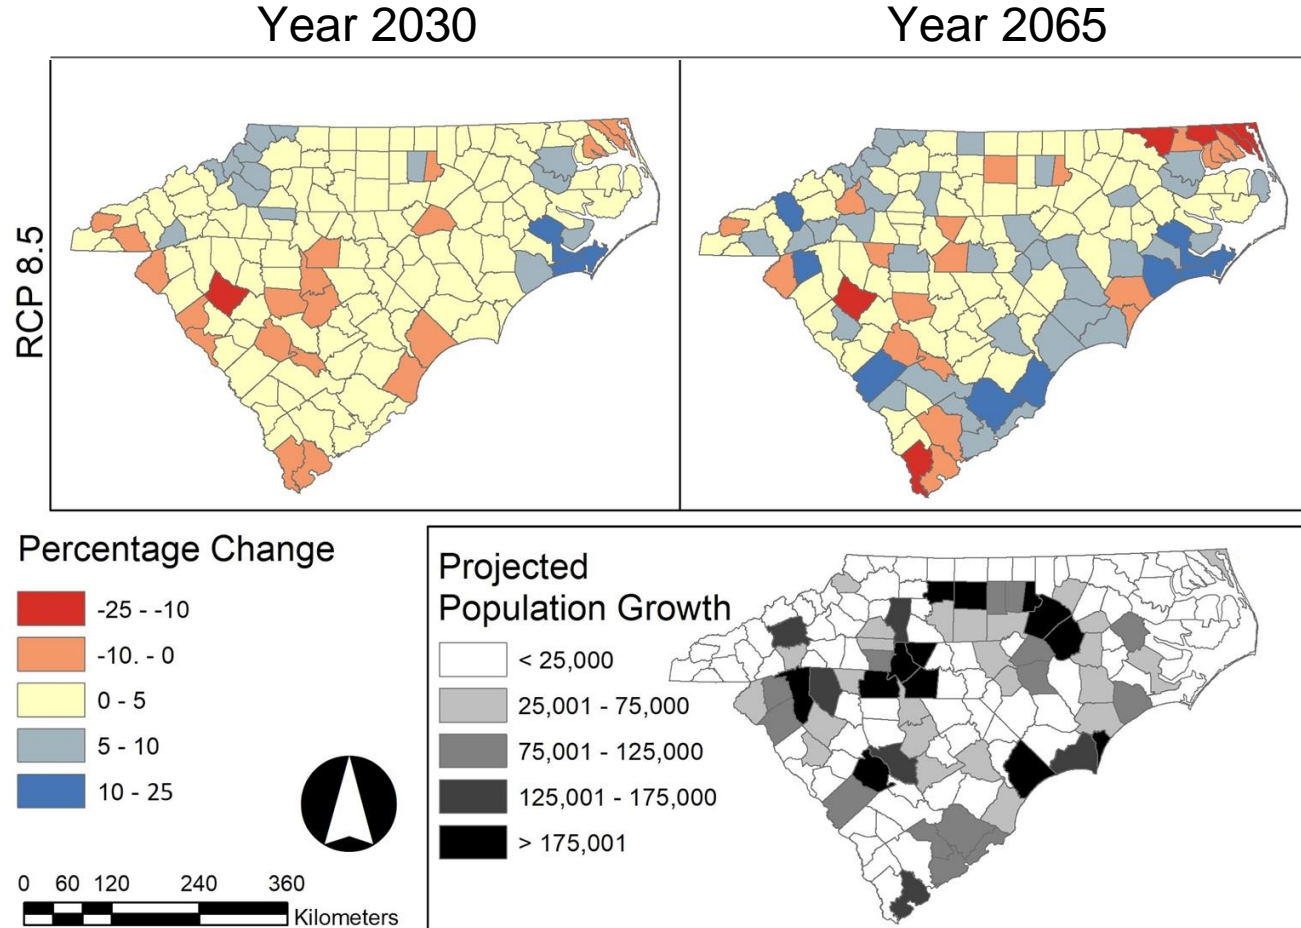 Year 2030
Year 2065
RCP 8.5
Percentage Change
-25 - -10
-10. - 0
0 - 5
5 - 10
10 - 25
0 60 120 240 360
Kilometers
Projected
Population Growth
< 25,000
25,001 - 75,000
75,001 - 125,000
125,001 - 175,000
> 175,001